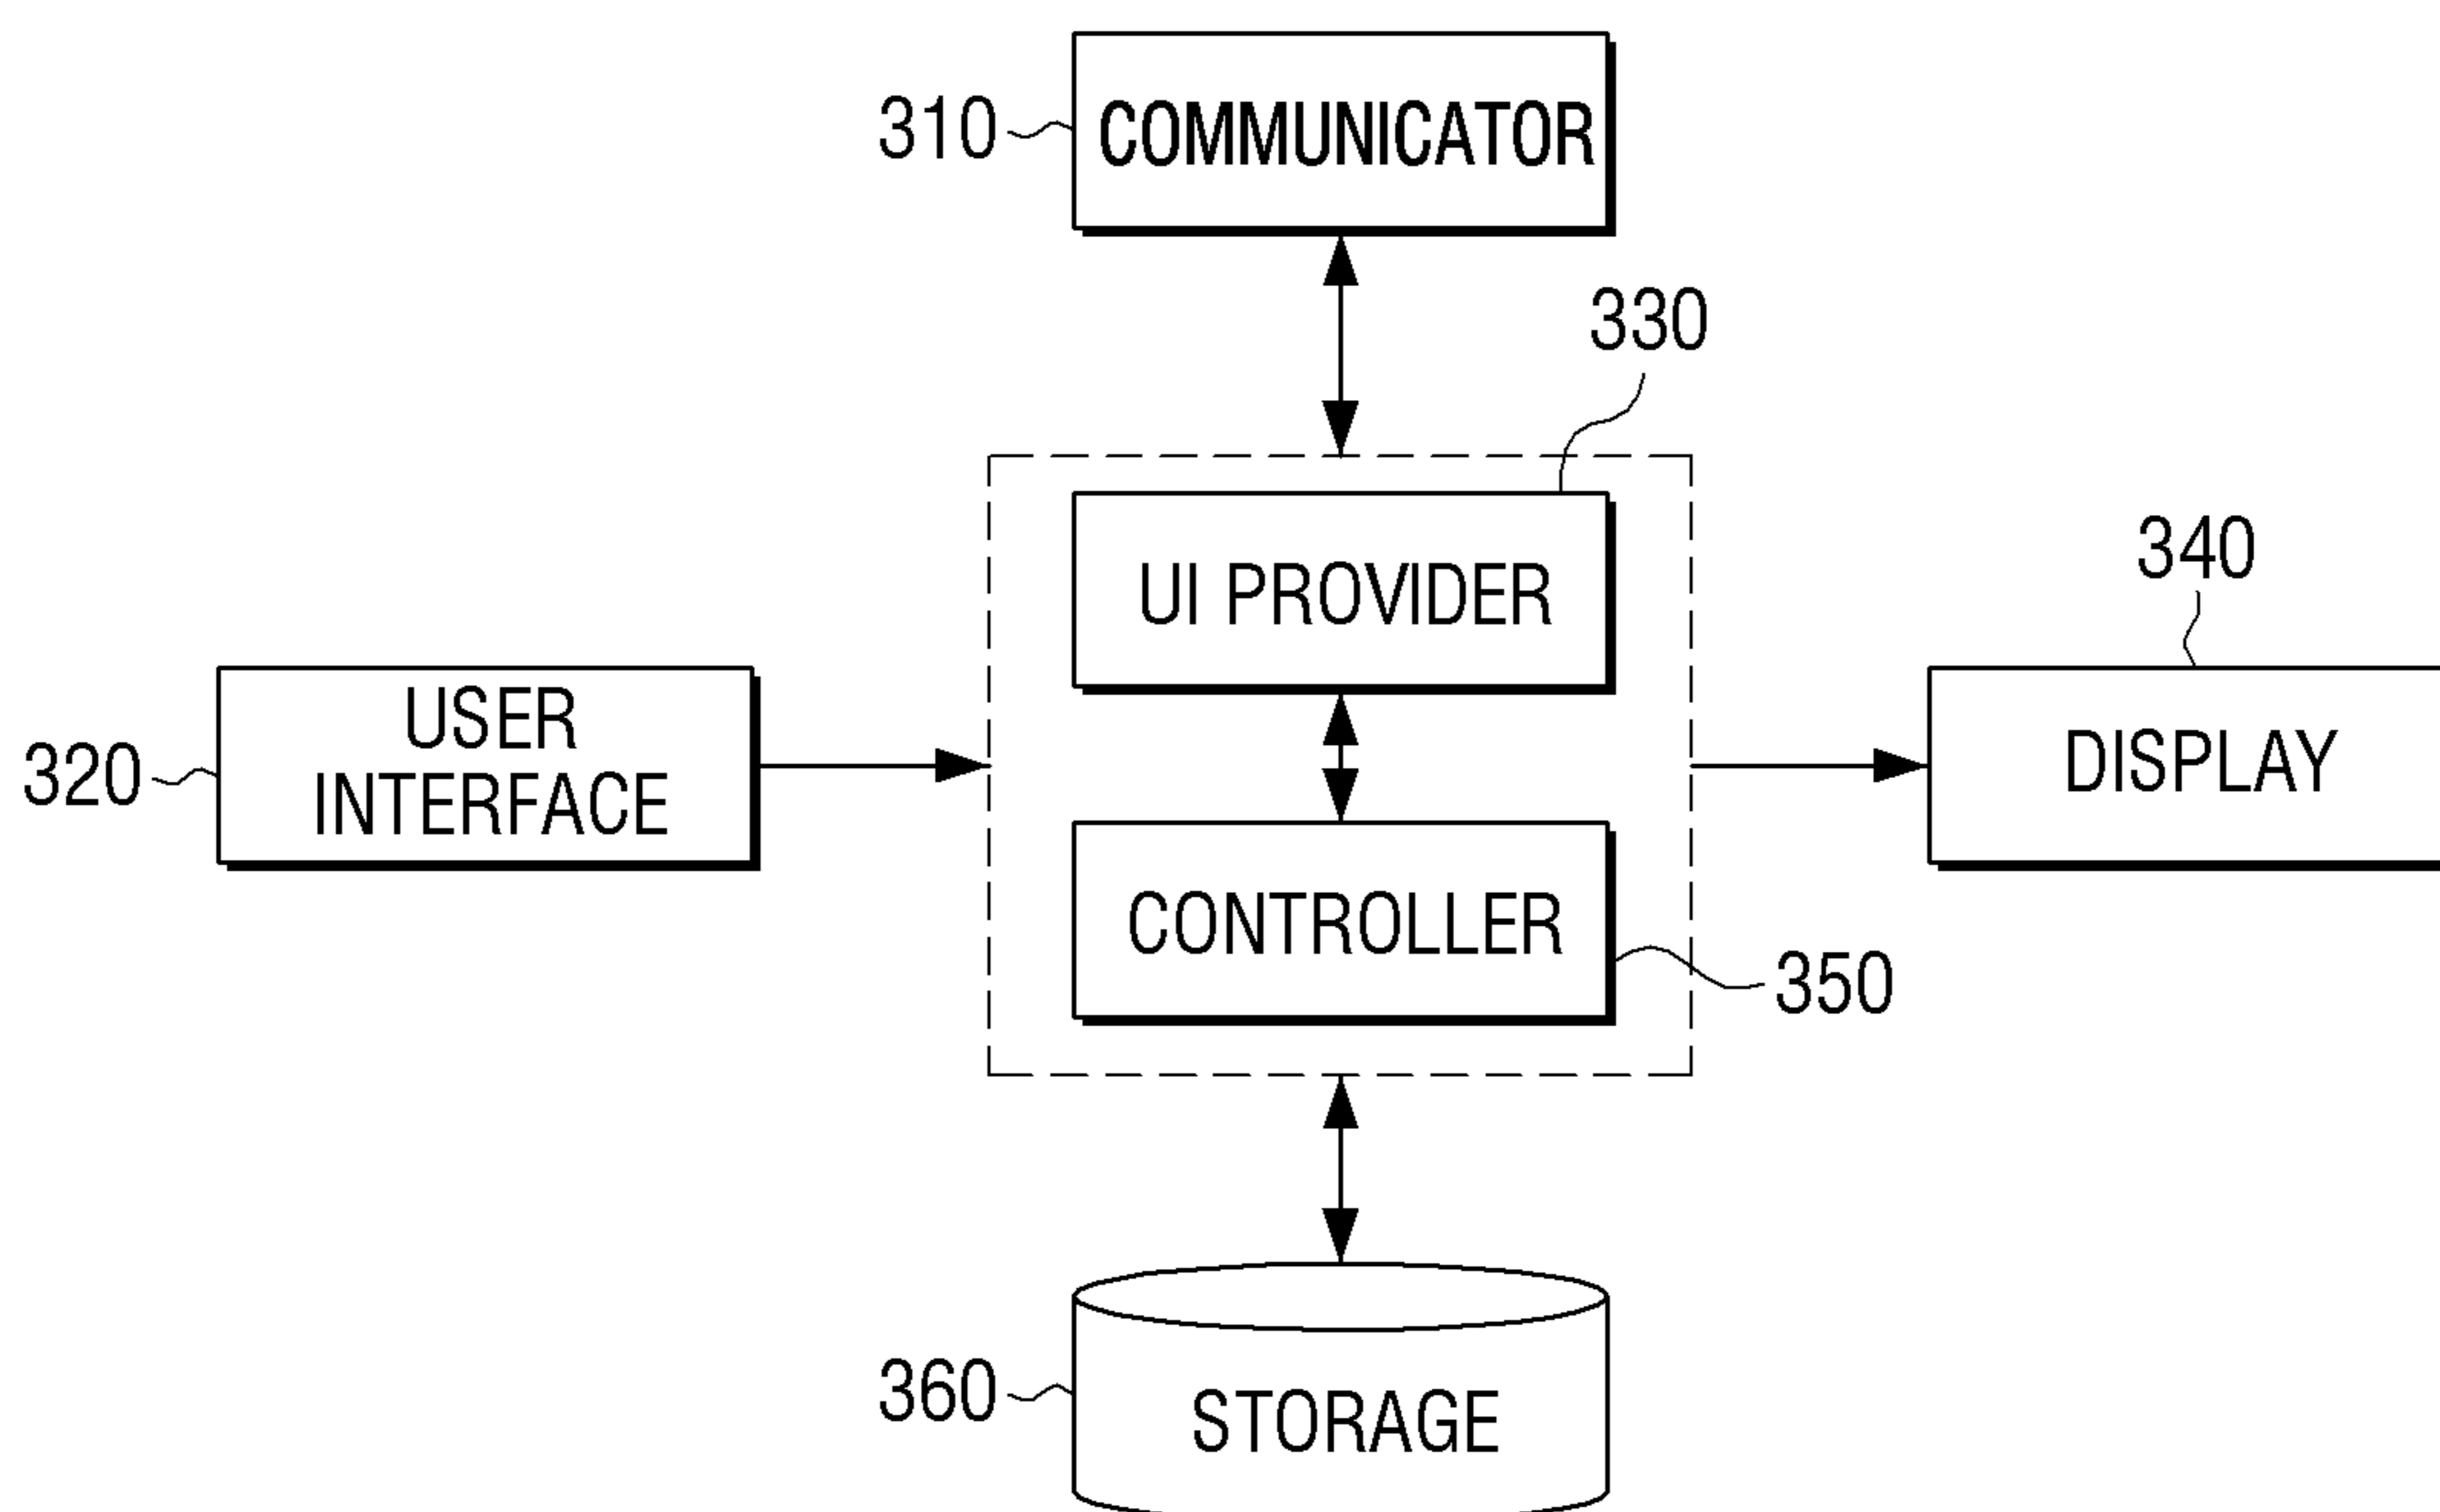 310
COMMUNICATOR
330
UI PROVIDER
340
320
USER
INTERFACE
DISPLAY
CONTROLLER
350
360
STORAGE